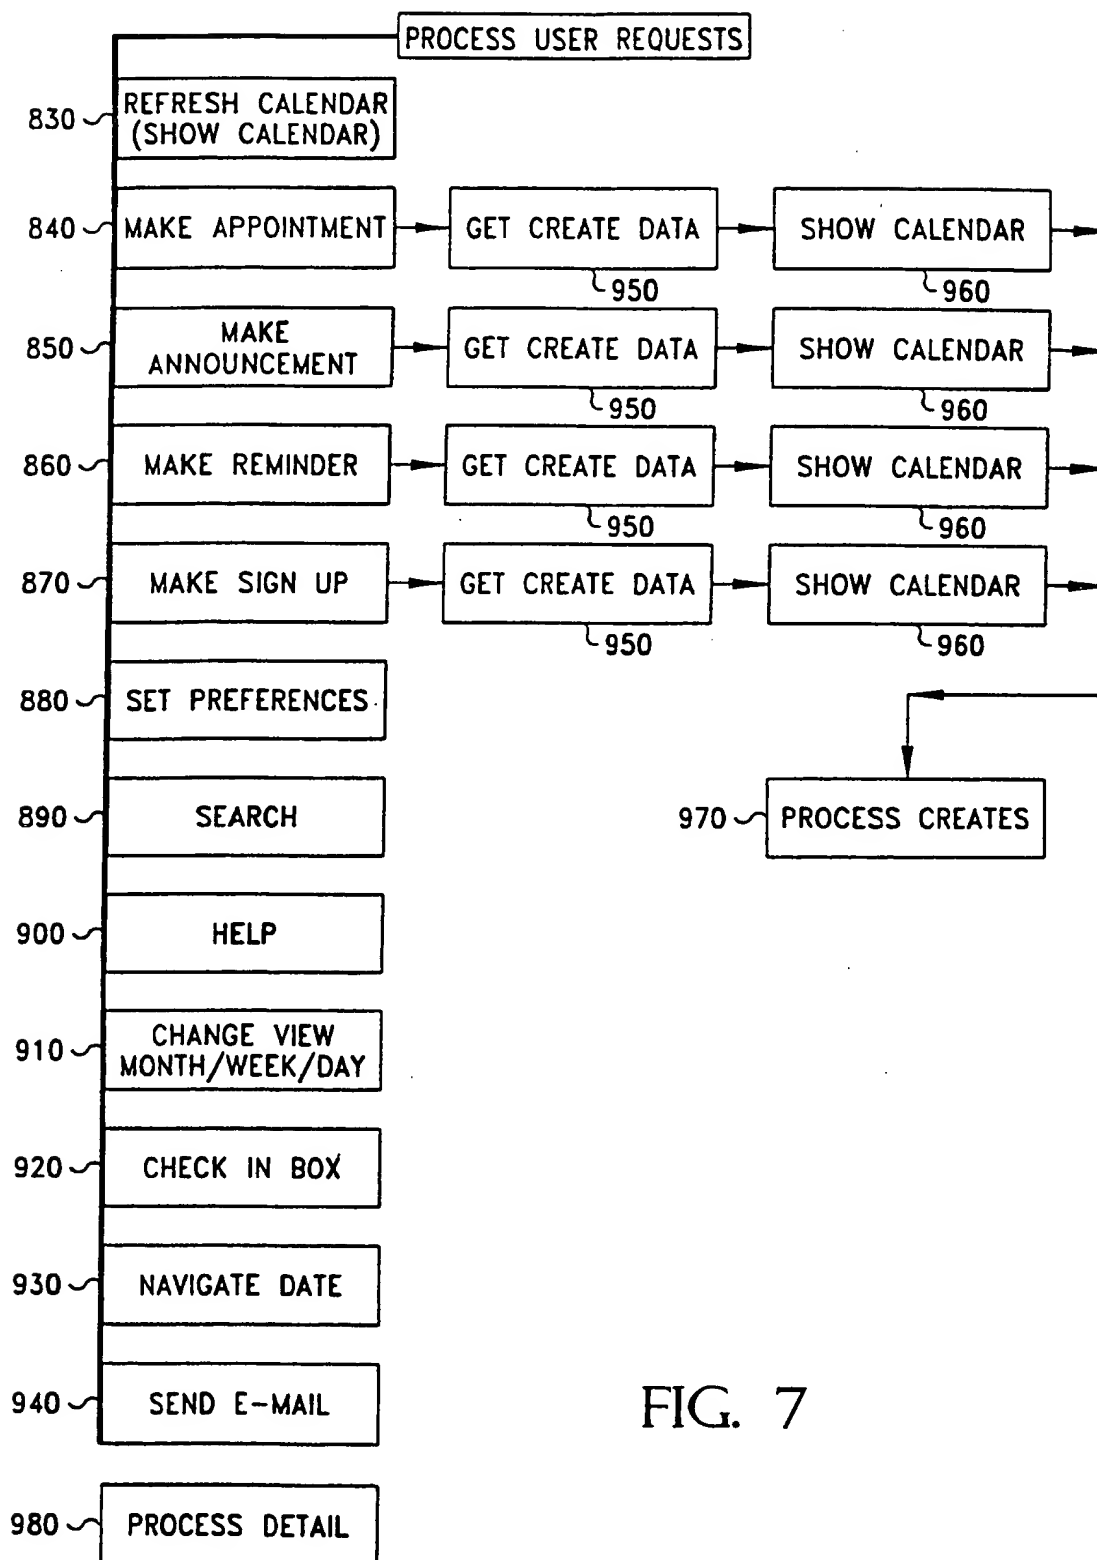 PROCESS USER REQUESTS
830 REFRESH CALENDAR
(SHOW CALENDAR)
840 MAKE APPOINTMENT GET CREATE DATA SHOW CALENDAR
950 960
850 MAKE
ANNOUNCEMENT GET CREATE DATA SHOW CALENDAR
950 960
860 MAKE REMINDER GET CREATE DATA SHOW CALENDAR
950 960
870 MAKE SIGN UP GET CREATE DATA SHOW CALENDAR
950 960
880 SET PREFERENCES
890 SEARCH 970 PROCESS CREATES
900 HELP
910 CHANGE VIEW
MONTH/WEEK/DAY
920 CHECK IN BOX
930 NAVIGATE DATE
940 SEND E-MAIL
FIG. 7
980 PROCESS DETAIL